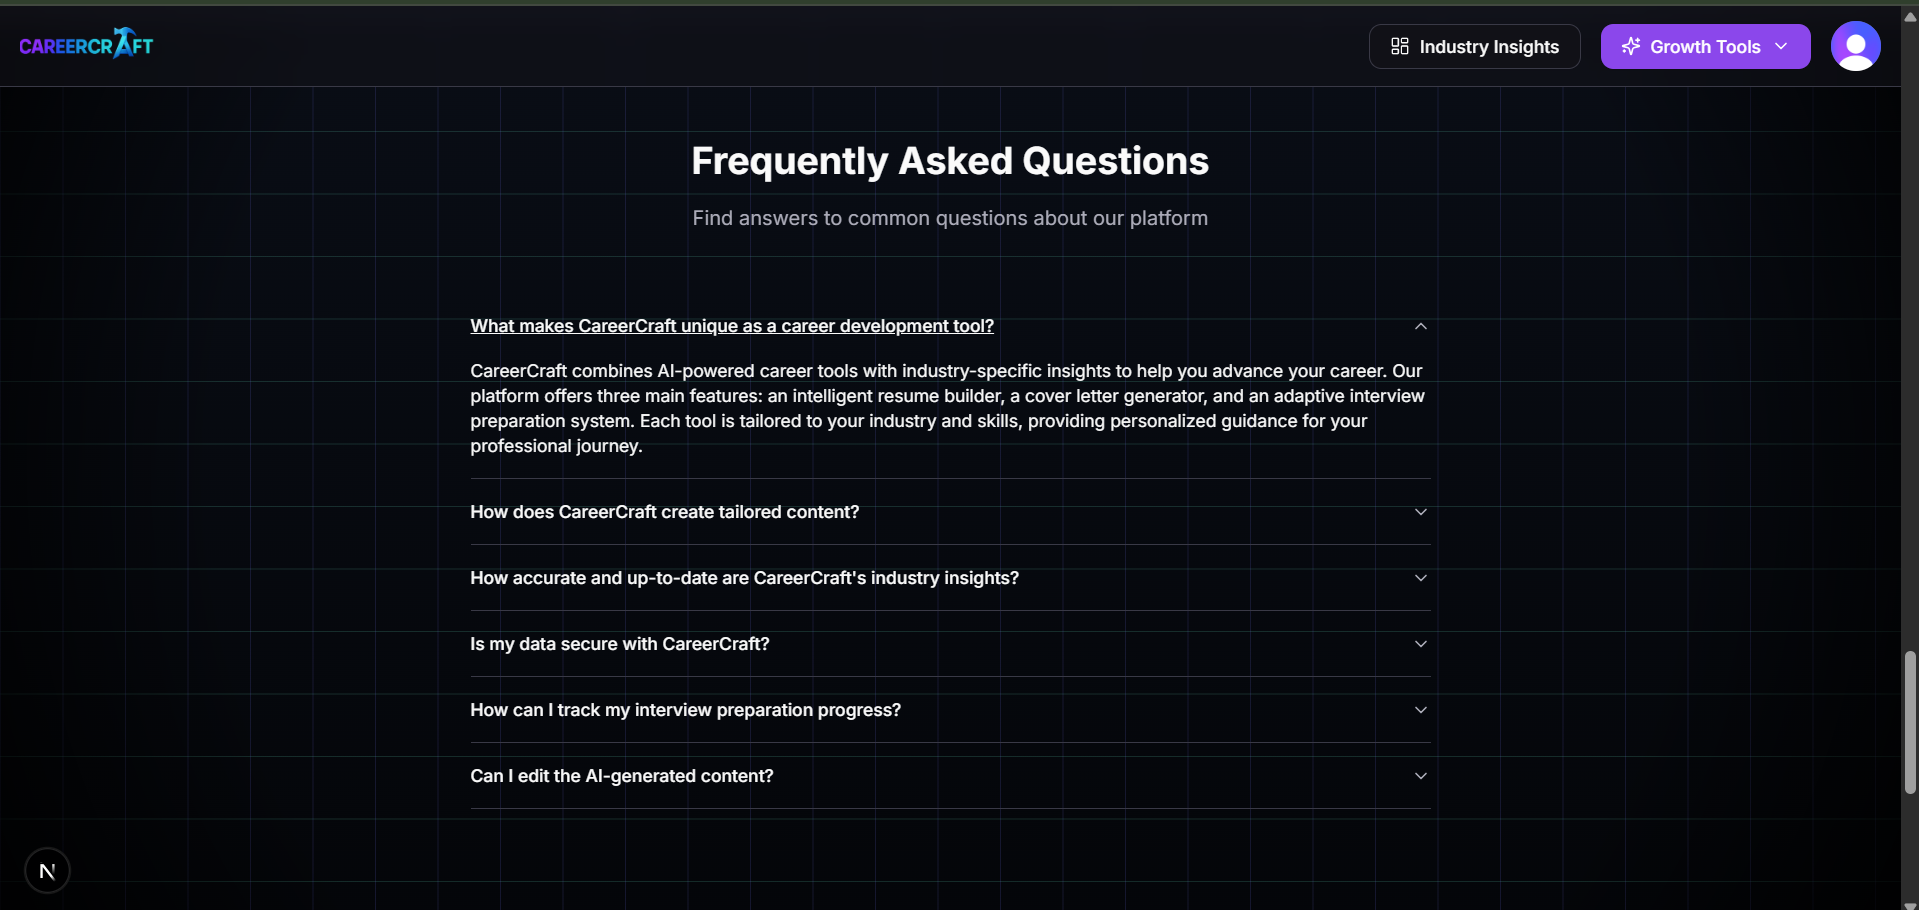 CAREERCRAFT
Industry Insights
Growth Tools
Frequently Asked Questions
Find answers to common questions about our platform
What makes CareerCraft unique as a career development tool?
CareerCraft combines AI-powered career tools with industry-specific insights to help you advance your career. Our
platform offers three main features: an intelligent resume builder, a cover letter generator, and an adaptive interview
preparation system. Each tool is tailored to your industry and skills, providing personalized guidance for your
professional journey.
How does CareerCraft create tailored content?
How accurate and up-to-date are CareerCraft's industry insights?
Is my data secure with CareerCraft?
How can I track my interview preparation progress?
Can I edit the AI-generated content?
N